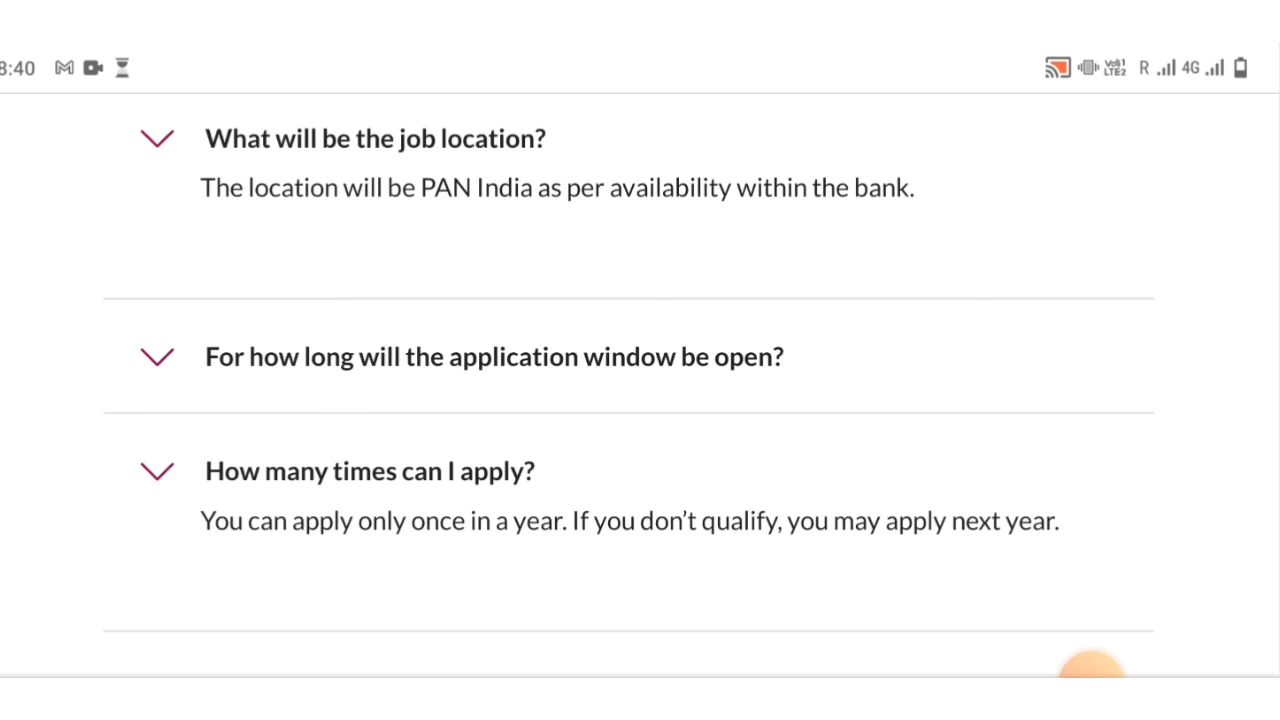 8:40
R 4G
What will be the job location?
The location will be PAN India as per availability within the bank.
For how long will the application window be open?
How many times can I apply?
You can apply only once in a year. If you don’t qualify, you may apply next year.